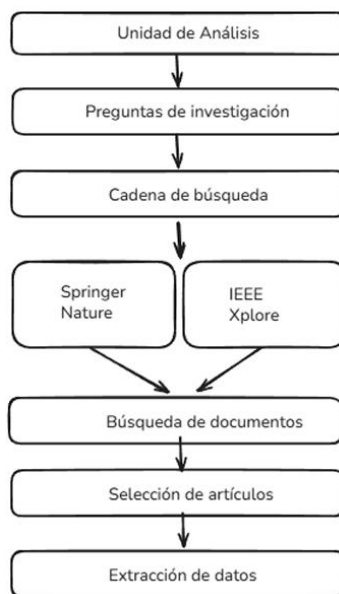 Unidad de Análisis
Preguntas de investigación
Cadena de búsqueda
Springer
Nature
IEEE
Xplore
Búsqueda de documentos
Selección de artículos
Extracción de datos